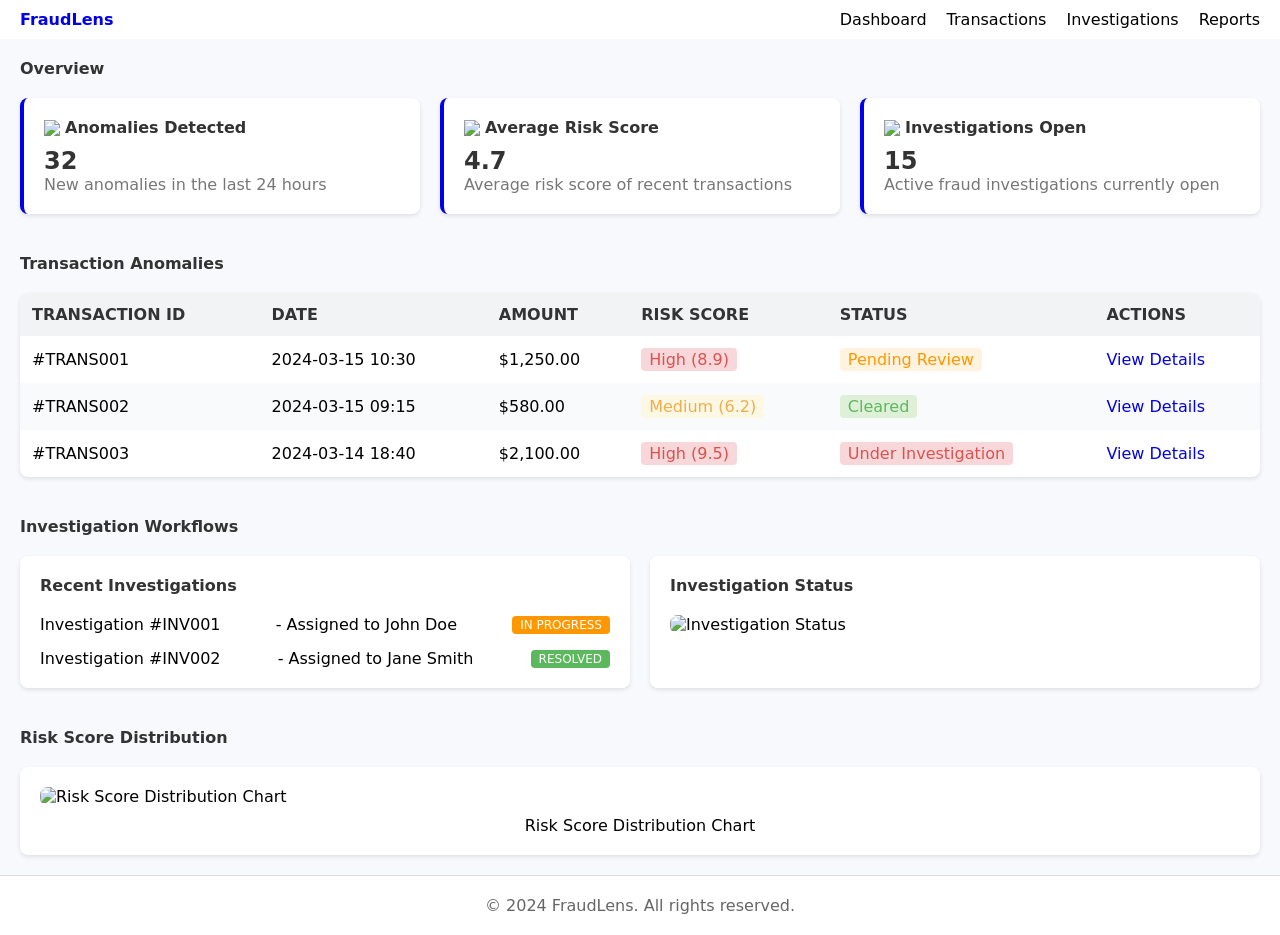 FraudLens Dashboard Transactions Investigations Reports
Overview
Anomalies Detected
32
New anomalies in the last 24 hours
Average Risk Score
4.7
Average risk score of recent transactions
Investigations Open
15
Active fraud investigations currently open
Transaction Anomalies
TRANSACTION ID DATE AMOUNT RISK SCORE STATUS ACTIONS
#TRANS001 2024-03-15 10:30 $1,250.00 High (8.9) Pending Review View Details
#TRANS002 2024-03-15 09:15 $580.00 Medium (6.2) Cleared View Details
#TRANS003 2024-03-14 18:40 $2,100.00 High (9.5) Under Investigation View Details
Investigation Workflows
Recent Investigations
Investigation #INV001 - Assigned to John Doe IN PROGRESS
Investigation #INV002 - Assigned to Jane Smith RESOLVED
Investigation Status
Investigation Status
Risk Score Distribution
Risk Score Distribution Chart
Risk Score Distribution Chart
© 2024 FraudLens. All rights reserved.